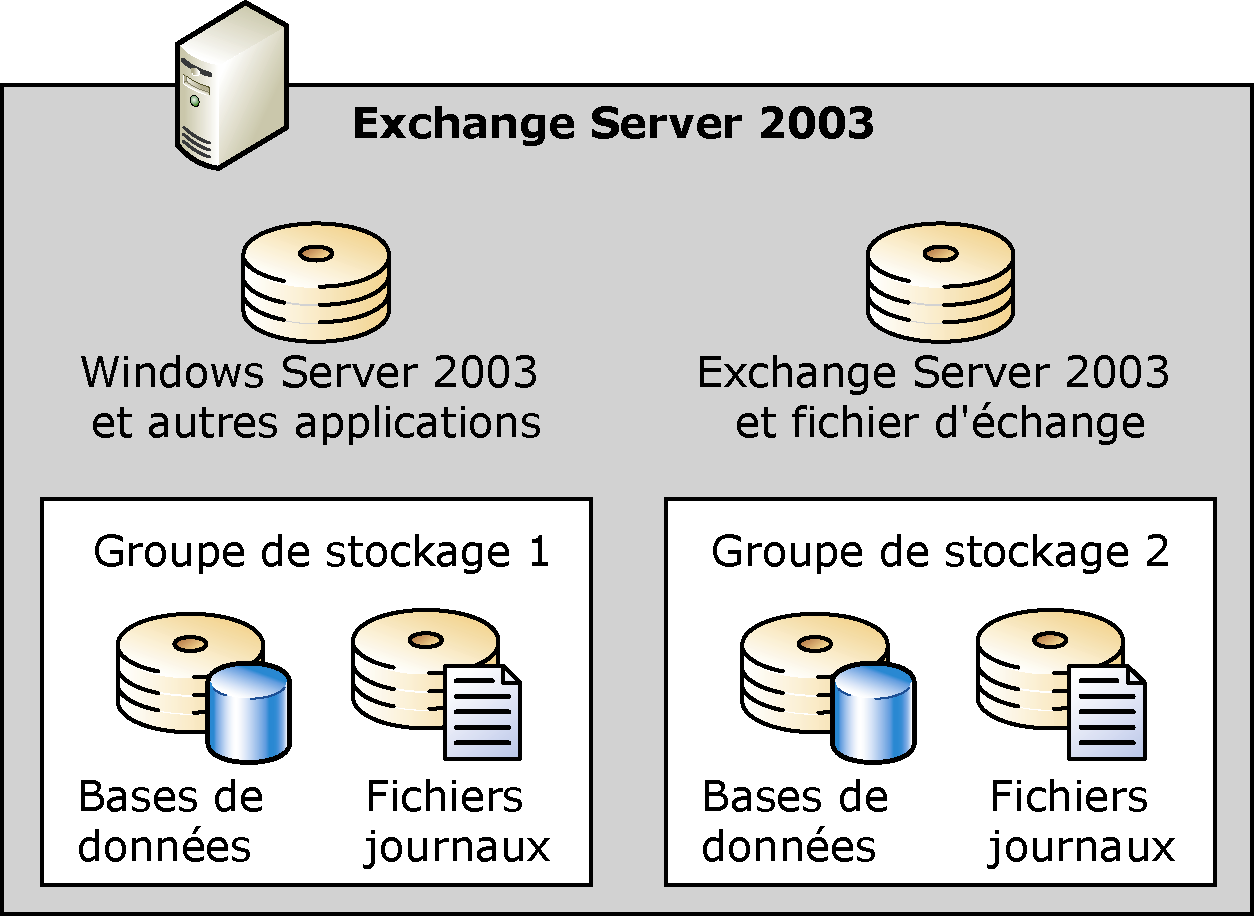 Exchange Server 2003
Windows Server 2003
et autres applications
Exchange Server 2003
et fichier d'échange
Groupe de stockage 1
Bases de
données
Fichiers
journaux
Groupe de stockage 2
Bases de
données
Fichiers
journaux